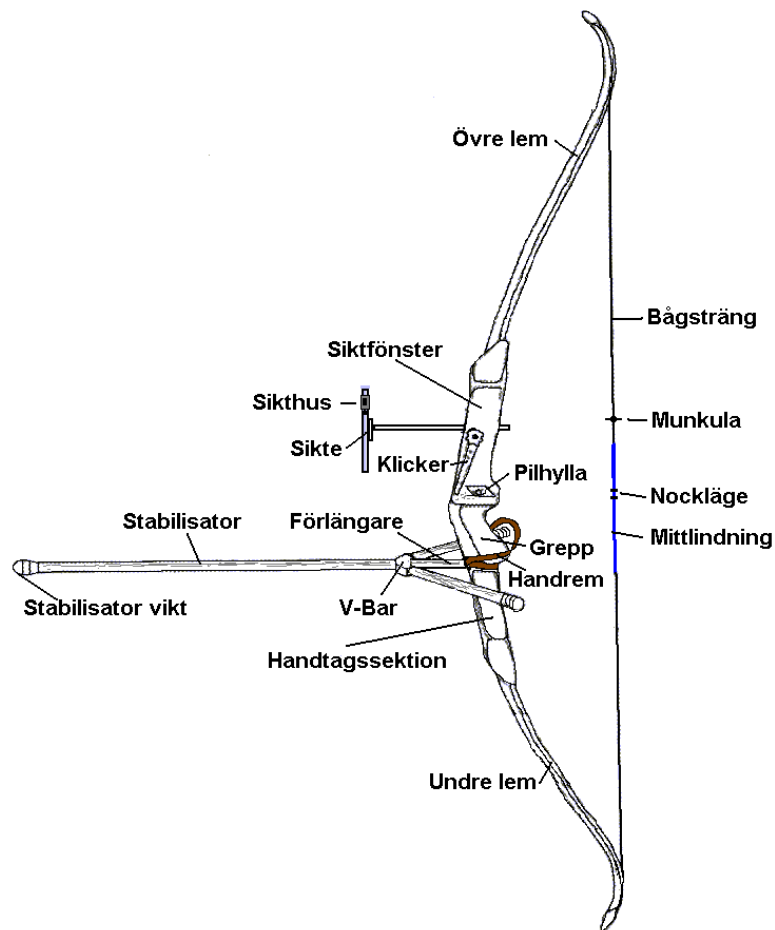 Övre lem
Bågsträng
Siktfönster
Sikthus
Munkula
Sikte
Klicker
Pilhylla
Nockläge
Stabilisator
Förlängare
Mittlindning
Grepp
Handrem
Stabilisator vikt
V-Bar
Handtagssektion
Undre lem